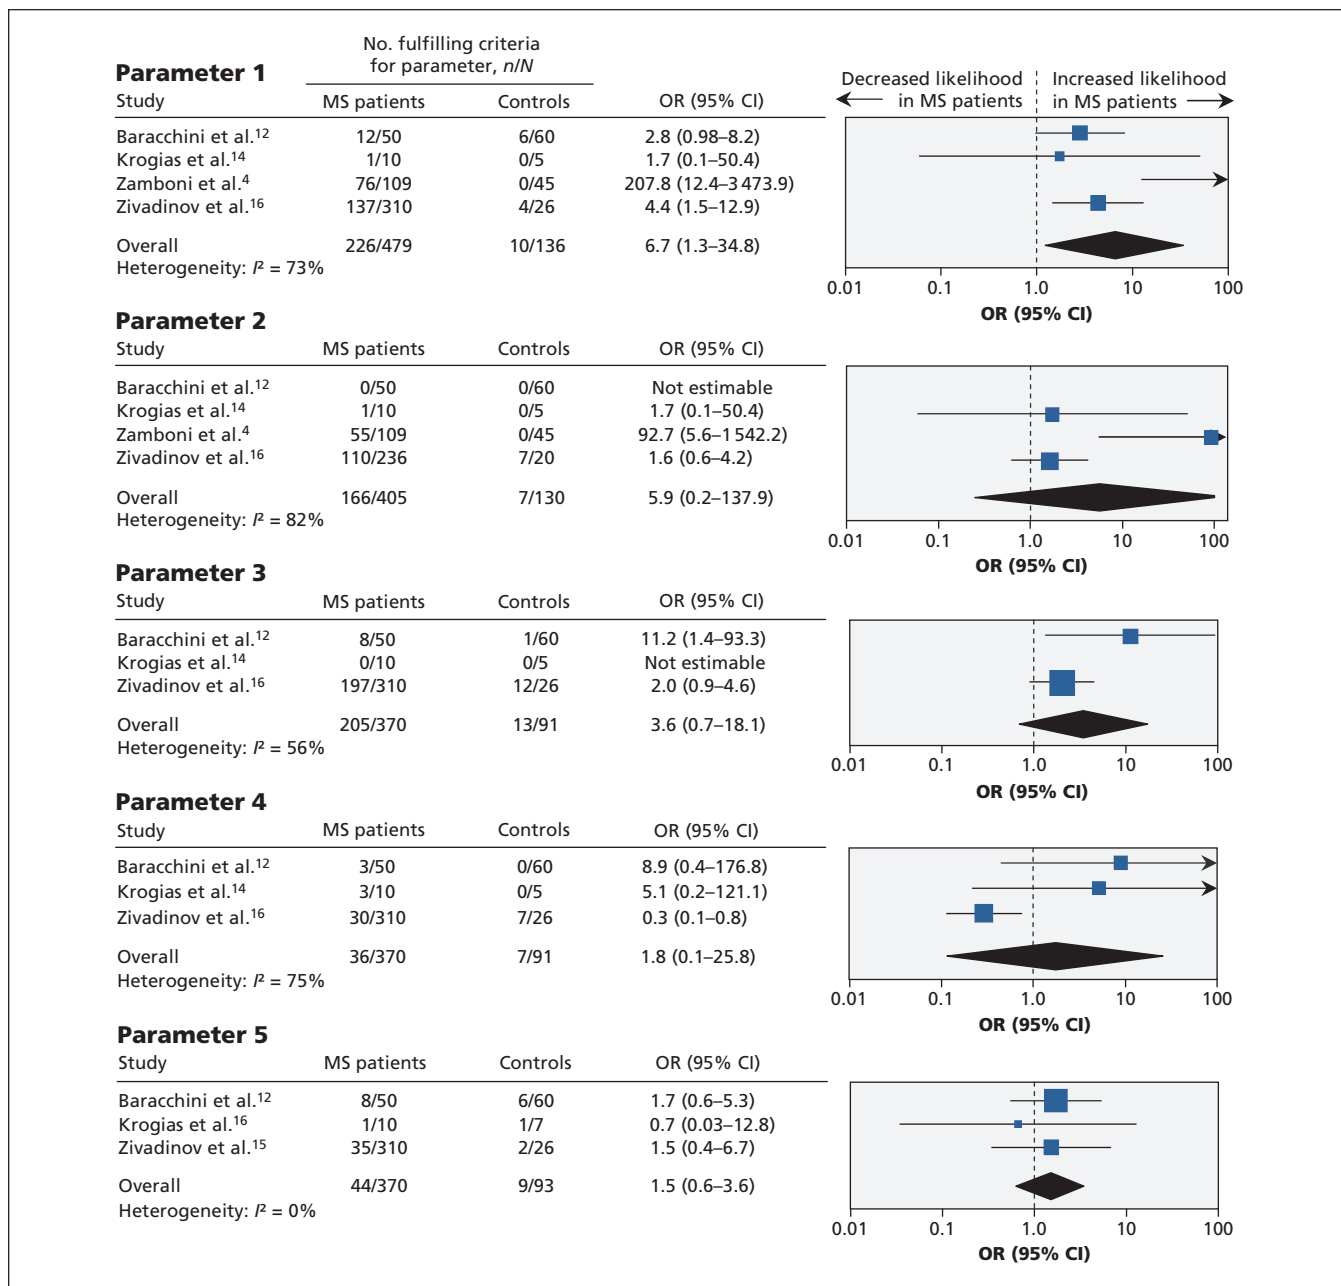 No. fulfilling criteria
for parameter, n/N
Parameter 1
Study MS patients Controls OR (95% CI)
Decreased likelihood in MS patients
Increased likelihood in MS patients
Baracchini et al.12 12/50 6/60 2.8 (0.98–8.2)
Krogias et al.14 1/10 0/5 1.7 (0.1–50.4)
Zamboni et al.4 76/109 0/45 207.8 (12.4–3 473.9)
Zivadinov et al.16 137/310 4/26 4.4 (1.5–12.9)
Overall 226/479 10/136 6.7 (1.3–34.8)
Heterogeneity: I² = 73%
0.01 0.1 1.0 10 100
OR (95% CI)
Parameter 2
Study MS patients Controls OR (95% CI)
Baracchini et al.12 0/50 0/60 Not estimable
Krogias et al.14 1/10 0/5 1.7 (0.1–50.4)
Zamboni et al.4 55/109 0/45 92.7 (5.6–1 542.2)
Zivadinov et al.16 110/236 7/20 1.6 (0.6–4.2)
Overall 166/405 7/130 5.9 (0.2–137.9)
Heterogeneity: I² = 82%
0.01 0.1 1.0 10 100
OR (95% CI)
Parameter 3
Study MS patients Controls OR (95% CI)
Baracchini et al.12 8/50 1/60 11.2 (1.4–93.3)
Krogias et al.14 0/10 0/5 Not estimable
Zivadinov et al.16 197/310 12/26 2.0 (0.9–4.6)
Overall 205/370 13/91 3.6 (0.7–18.1)
Heterogeneity: I² = 56%
0.01 0.1 1.0 10 100
OR (95% CI)
Parameter 4
Study MS patients Controls OR (95% CI)
Baracchini et al.12 3/50 0/60 8.9 (0.4–176.8)
Krogias et al.14 3/10 0/5 5.1 (0.2–121.1)
Zivadinov et al.16 30/310 7/26 0.3 (0.1–0.8)
Overall 36/370 7/91 1.8 (0.1–25.8)
Heterogeneity: I² = 75%
0.01 0.1 1.0 10 100
OR (95% CI)
Parameter 5
Study MS patients Controls OR (95% CI)
Baracchini et al.12 8/50 6/60 1.7 (0.6–5.3)
Krogias et al.16 1/10 1/7 0.7 (0.03–12.8)
Zivadinov et al.15 35/310 2/26 1.5 (0.4–6.7)
Overall 44/370 9/93 1.5 (0.6–3.6)
Heterogeneity: I² = 0%
0.01 0.1 1.0 10 100
OR (95% CI)